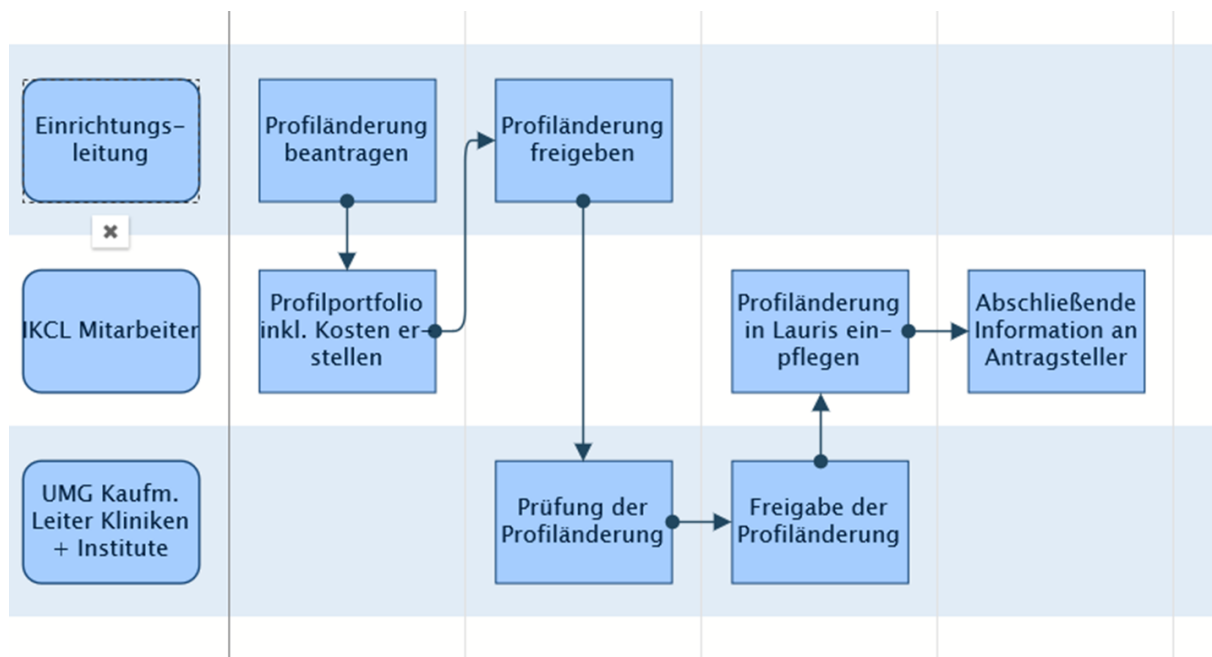 Einrichtungs-
leitung
Profiländerung
beantragen
Profiländerung
freigeben
IKCL Mitarbeiter
Profilportfolio
inkl. Kosten er-
stellen
Profiländerung
in Lauris ein-
pflegen
Abschließende
Information an
Antragsteller
UMG Kaufm.
Leiter Kliniken
+ Institute
Prüfung der
Profiländerung
Freigabe der
Profiländerung